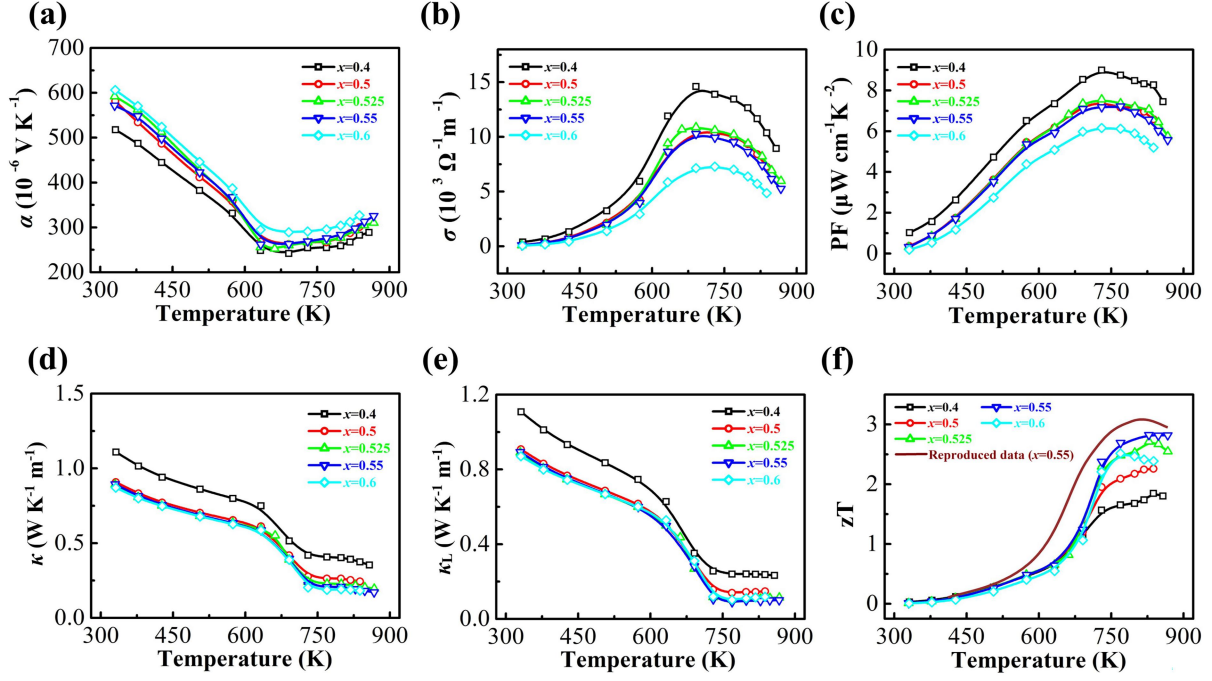 (a)
700
600
500
400
300
200
α (10⁻⁶ V K⁻¹)
x=0.4
x=0.5
x=0.525
x=0.55
x=0.6
300 450 600 750 900
Temperature (K)
(b)
15
10
5
0
σ (10³ Ω⁻¹m⁻¹)
x=0.4
x=0.5
x=0.525
x=0.55
x=0.6
300 450 600 750 900
Temperature (K)
(c)
10
8
6
4
2
0
PF (μW cm⁻¹K⁻²)
x=0.4
x=0.5
x=0.525
x=0.55
x=0.6
300 450 600 750 900
Temperature (K)
(d)
1.5
1.0
0.5
0.0
κ (W K⁻¹ m⁻¹)
x=0.4
x=0.5
x=0.525
x=0.55
x=0.6
300 450 600 750 900
Temperature (K)
(e)
1.2
0.8
0.4
0.0
κL (W K⁻¹ m⁻¹)
x=0.4
x=0.5
x=0.525
x=0.55
x=0.6
300 450 600 750 900
Temperature (K)
(f)
3
2
1
0
zT
x=0.4 x=0.55
x=0.5 x=0.6
x=0.525
Reproduced data (x=0.55)
300 450 600 750 900
Temperature (K)